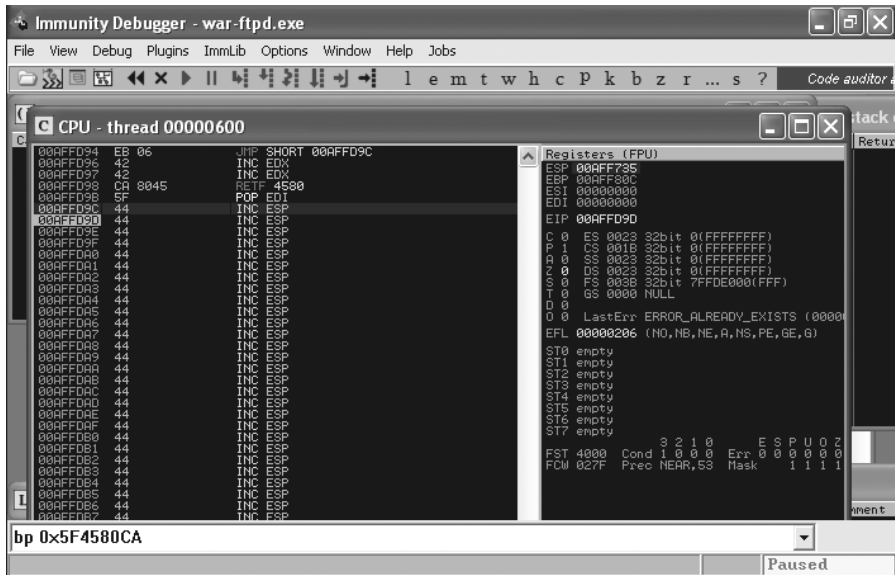 Immunity Debugger - war-ftpd.exe
File View Debug Plugins ImmLib Options Window Help Jobs
l e m t w h c P k b z r ... s ? Code auditor a
CPU - thread 00000600
stack
Retur
00AFFD94 EB 06 JMP SHORT 00AFFD9C
00AFFD96 42 INC EDX
00AFFD97 42 INC EDX
00AFFD98 CA 8045 RETF 4580
00AFFD9B 5F POP EDI
00AFFD9C 44 INC ESP
00AFFD9D 44 INC ESP
00AFFD9E 44 INC ESP
00AFFD9F 44 INC ESP
00AFFDA0 44 INC ESP
00AFFDA1 44 INC ESP
00AFFDA2 44 INC ESP
00AFFDA3 44 INC ESP
00AFFDA4 44 INC ESP
00AFFDA5 44 INC ESP
00AFFDA6 44 INC ESP
00AFFDA7 44 INC ESP
00AFFDA8 44 INC ESP
00AFFDA9 44 INC ESP
00AFFDAA 44 INC ESP
00AFFDAB 44 INC ESP
00AFFDAC 44 INC ESP
00AFFDAD 44 INC ESP
00AFFDAE 44 INC ESP
00AFFDAF 44 INC ESP
00AFFDB0 44 INC ESP
00AFFDB1 44 INC ESP
00AFFDB2 44 INC ESP
00AFFDB3 44 INC ESP
00AFFDB4 44 INC ESP
00AFFDB5 44 INC ESP
00AFFDB6 44 INC ESP
00AFFDB7 44 INC ESP
Registers (FPU)
ESP 00AFF735
EBP 00AFF80C
ESI 00000000
EDI 00000000
EIP 00AFFD9D
C 0 ES 0023 32bit 0(FFFFFFFF)
P 1 CS 001B 32bit 0(FFFFFFFF)
A 0 SS 0023 32bit 0(FFFFFFFF)
Z 0 DS 0023 32bit 0(FFFFFFFF)
S 0 FS 003B 32bit 7FFDE000(FFF)
T 0 GS 0000 NULL
D 0
O 0 LastErr ERROR_ALREADY_EXISTS (00000
EFL 00000206 (NO,NB,NE,A,NS,PE,GE,G)
ST0 empty
ST1 empty
ST2 empty
ST3 empty
ST4 empty
ST5 empty
ST6 empty
ST7 empty
3 2 1 0 E S P U O Z
FST 4000 Cond 1 0 0 0 Err 0 0 0 0 0 0
FCW 027F Prec NEAR,53 Mask 1 1 1 1
mment
bp 0x5F4580CA
Paused